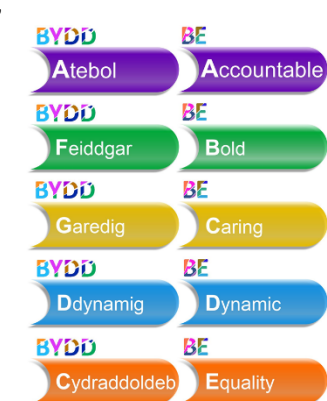 BYDD BE
Atebol Accountable
BYDD BE
Feiddgar Bold
BYDD BE
Garedig Caring
BYDD BE
Ddynamig Dynamic
BYDD BE
Cydraddoldeb Equality